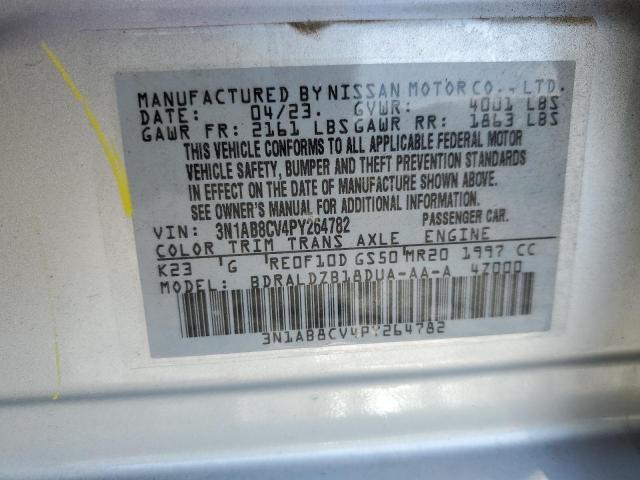 MANUFACTURED BY NISSAN MOTOR CO., LTD.
DATE: 04/23. GVWR: 4001 LBS
GAWR FR: 2161 LBS GAWR RR: 1863 LBS
THIS VEHICLE CONFORMS TO ALL APPLICABLE FEDERAL MOTOR
VEHICLE SAFETY, BUMPER AND THEFT PREVENTION STANDARDS
IN EFFECT ON THE DATE OF MANUFACTURE SHOWN ABOVE.
SEE OWNER'S MANUAL FOR ADDITIONAL INFORMATION.
VIN: 3N1AB8CV4PY264782 PASSENGER CAR.
COLOR TRIM TRANS AXLE ENGINE
K23 G RE0F10D GS50 MR20 1997 CC
MODEL: BDRALDZB18DUA-AA-A 4Z000
3N1AB8CV4PY264782